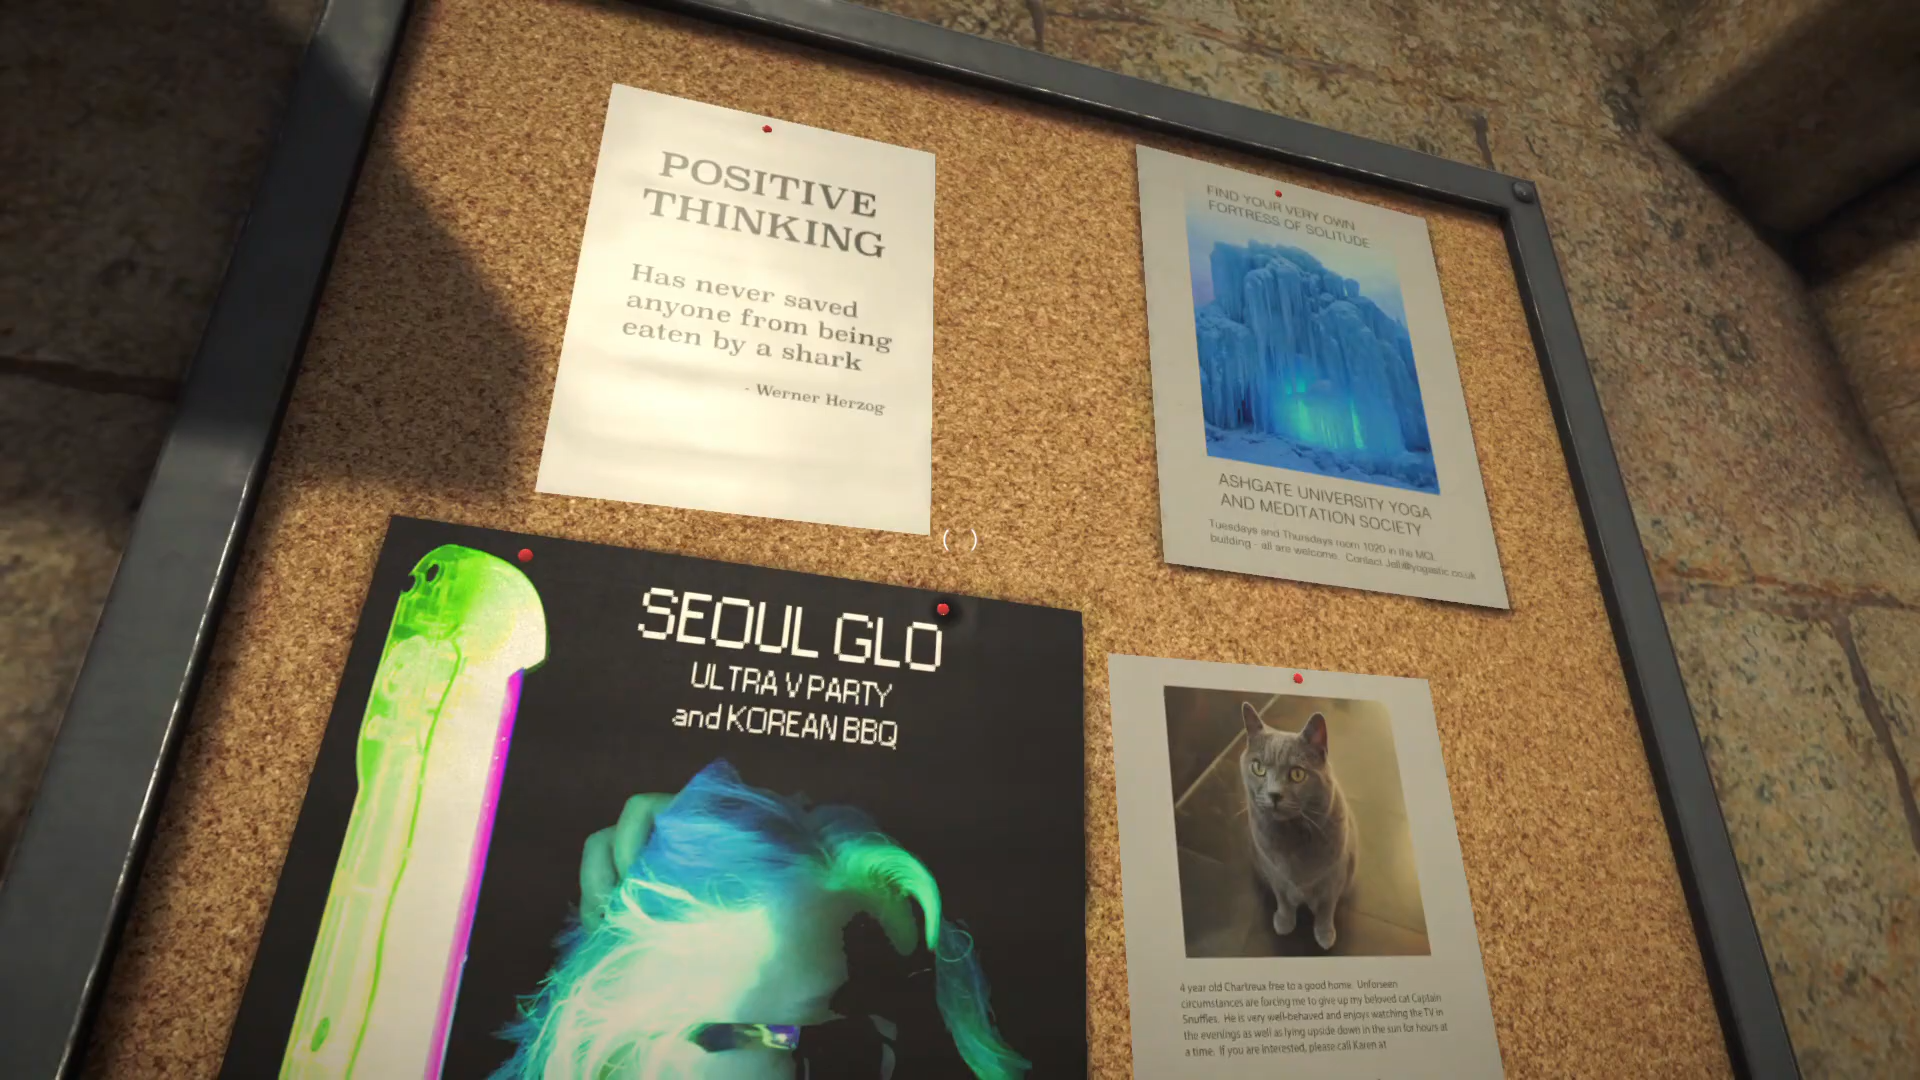 POSITIVE
THINKING
Has never saved
anyone from being
eaten by a shark
- Werner Herzog
FIND YOUR VERY OWN
FORTRESS OF SOLITUDE
ASHGATE UNIVERSITY YOGA
AND MEDITATION SOCIETY
Tuesdays and Thursdays room 1020 in the MCL
building - all are welcome. Contact Jelli@yogastic.co.uk
SEOUL GLO
ULTRA V PARTY
and KOREAN BBQ
4 year old Chartreux free to a good home. Unforseen
circumstances are forcing me to give up my beloved cat Captain
Snuffles. He is very well-behaved and enjoys watching the TV in
the evenings as well as lying upside down in the sun for hours at
a time. If you are interested, please call Karen at